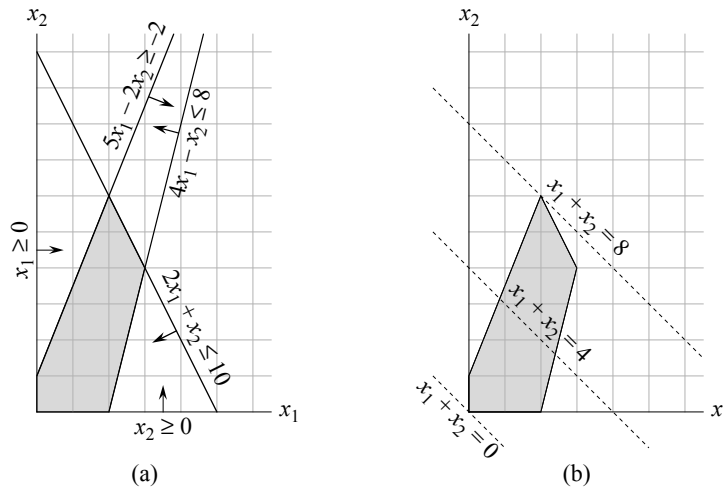 x₂
5x₁ − 2x₂ ≥ −2
4x₁ − x₂ ≤ 8
x₁ ≥ 0
2x₁ + x₂ ≤ 10
x₂ ≥ 0
x₁
(a)
x₂
x₁ + x₂ = 8
x₁ + x₂ = 4
x₁ + x₂ = 0
x
(b)